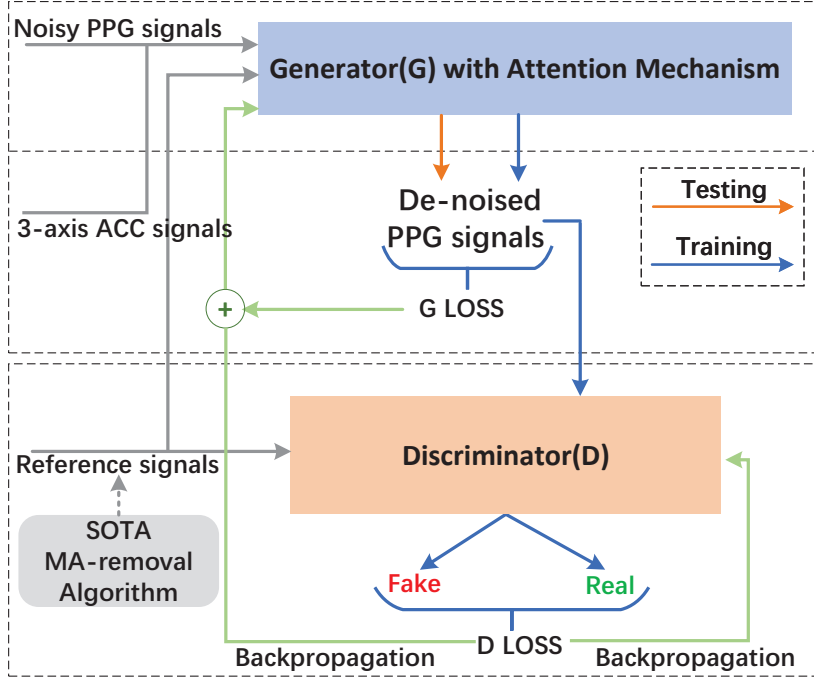 Noisy PPG signals
Generator(G) with Attention Mechanism
3-axis ACC signals
De-noised
PPG signals
Testing
Training
+
G LOSS
Reference signals
Discriminator(D)
SOTA
MA-removal
Algorithm
Fake
Real
D LOSS
Backpropagation
Backpropagation